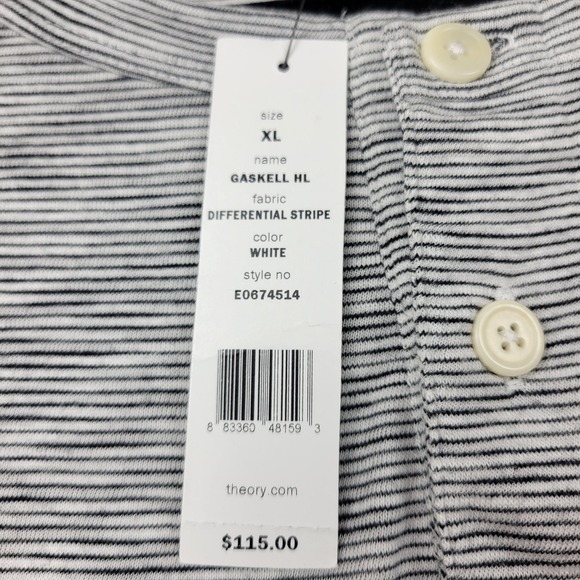 size
XL
name
GASKELL HL
fabric
DIFFERENTIAL STRIPE
color
WHITE
style no
E0674514
8 83360 48159 3
theory.com
$115.00